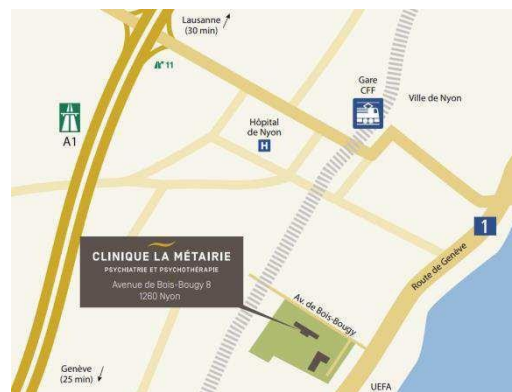 Lausanne
(30 min)
11
A1
Gare
CFF
Ville de Nyon
Hôpital
de Nyon
H
1
CLINIQUE LA MÉTAIRIE
PSYCHIATRIE ET PSYCHOTHÉRAPIE
Avenue de Bois-Bougy 8
1260 Nyon
Route de Genève
Av. de Bois-Bougy
Genève
(25 min)
UEFA